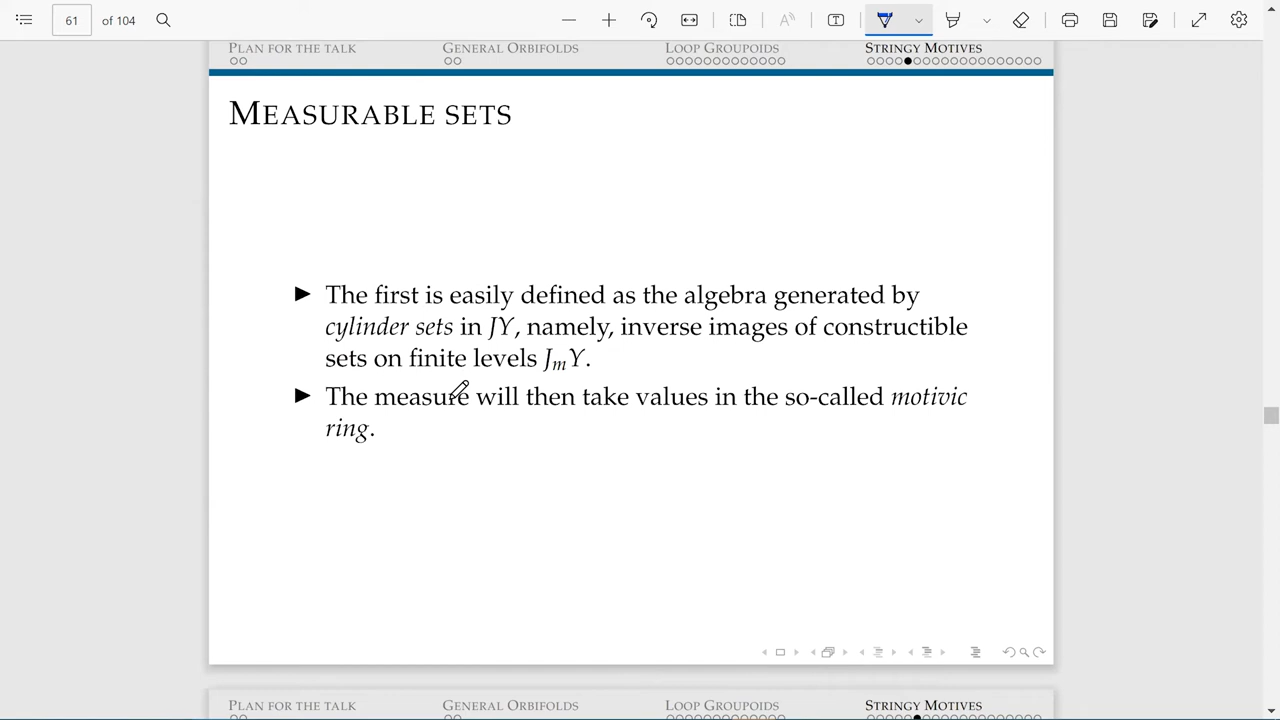 61 of 104
PLAN FOR THE TALK GENERAL ORBIFOLDS LOOP GROUPOIDS STRINGY MOTIVES
MEASURABLE SETS
► The first is easily defined as the algebra generated by
cylinder sets in JY, namely, inverse images of constructible
sets on finite levels JₘY.
► The measure will then take values in the so-called motivic
ring.
PLAN FOR THE TALK GENERAL ORBIFOLDS LOOP GROUPOIDS STRINGY MOTIVES